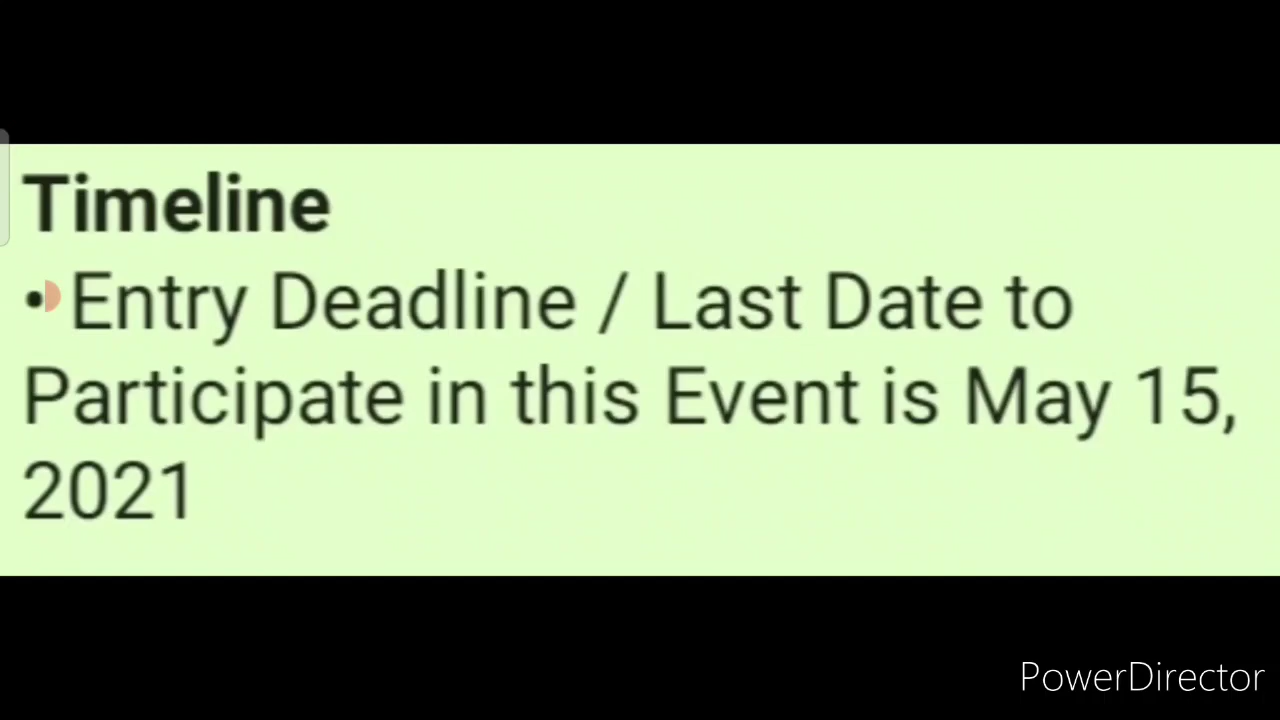 Timeline
• Entry Deadline / Last Date to
Participate in this Event is May 15,
2021
PowerDirector